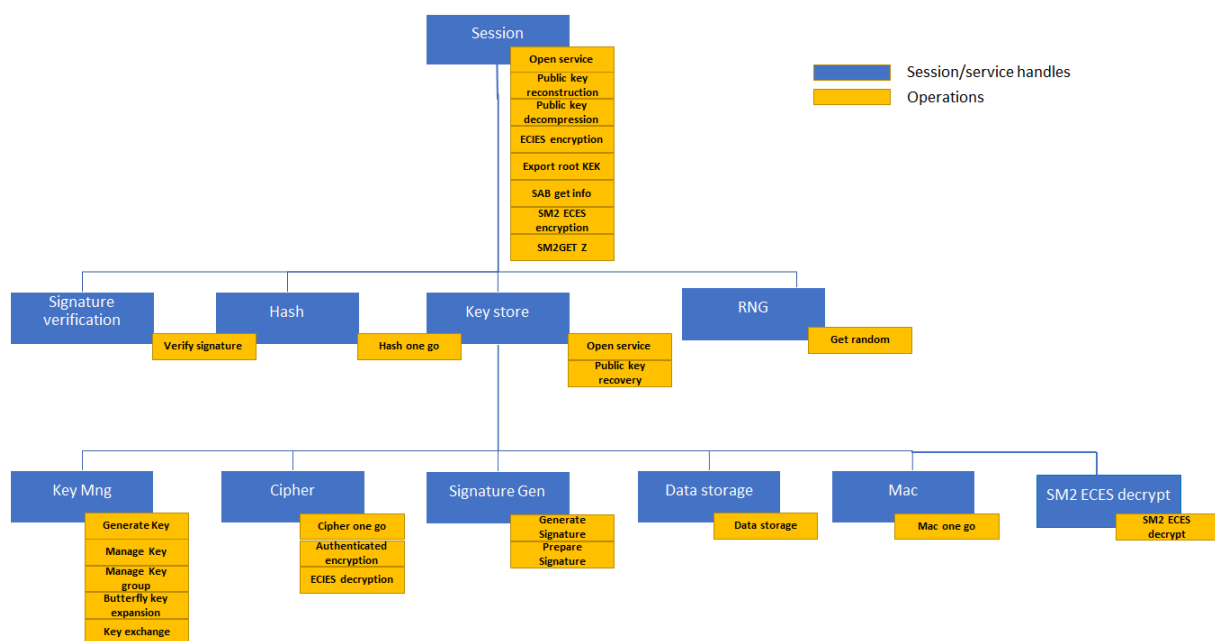 Session
Open service
Public key
reconstruction
Public key
decompression
ECIES encryption
Export root KEK
SAB get info
SM2 ECES
encryption
SM2GET Z
Session/service handles
Operations
Signature
verification
Verify signature
Hash
Hash one go
Key store
Open service
Public key
recovery
RNG
Get random
Key Mng
Generate Key
Manage Key
Manage Key
group
Butterfly key
expansion
Key exchange
Cipher
Cipher one go
Authenticated
encryption
ECIES decryption
Signature Gen
Generate
Signature
Prepare
Signature
Data storage
Data storage
Mac
Mac one go
SM2 ECES decrypt
SM2 ECES
decrypt